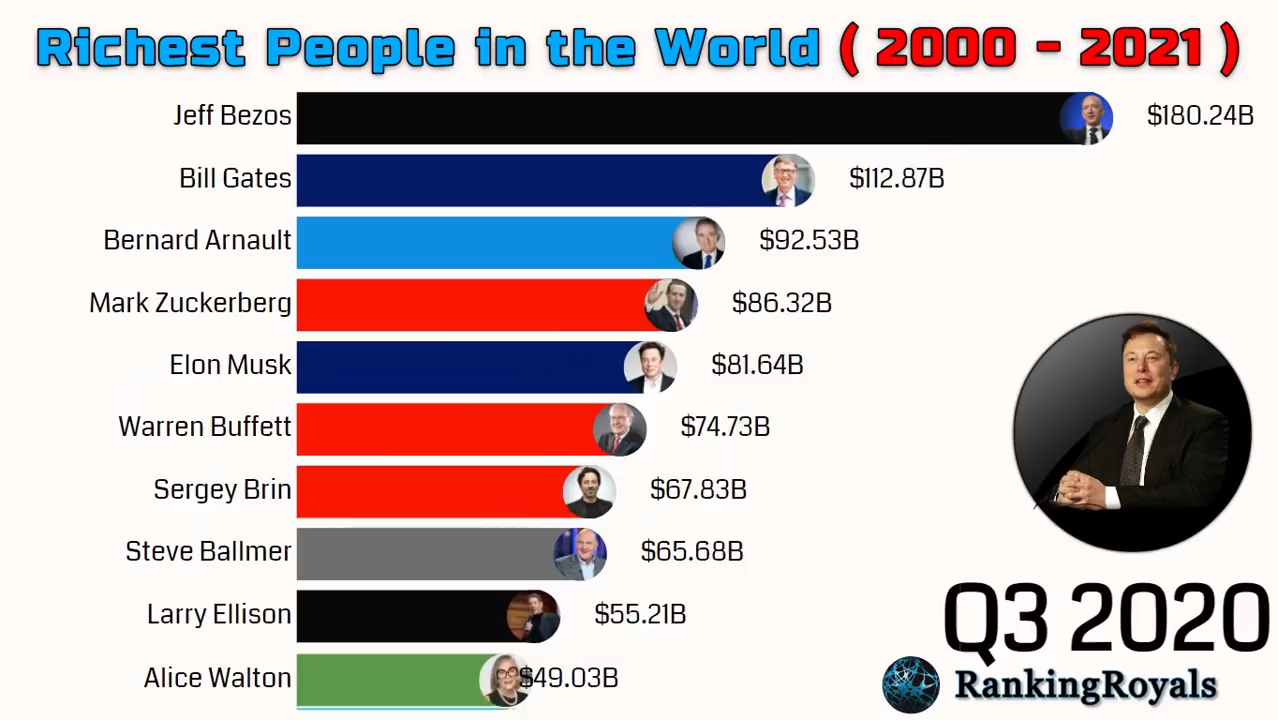 Richest People in the World ( 2000 - 2021 )
Jeff Bezos $180.24B
Bill Gates $112.87B
Bernard Arnault $92.53B
Mark Zuckerberg $86.32B
Elon Musk $81.64B
Warren Buffett $74.73B
Sergey Brin $67.83B
Steve Ballmer $65.68B
Larry Ellison $55.21B
Alice Walton $49.03B
Q3 2020
RankingRoyals